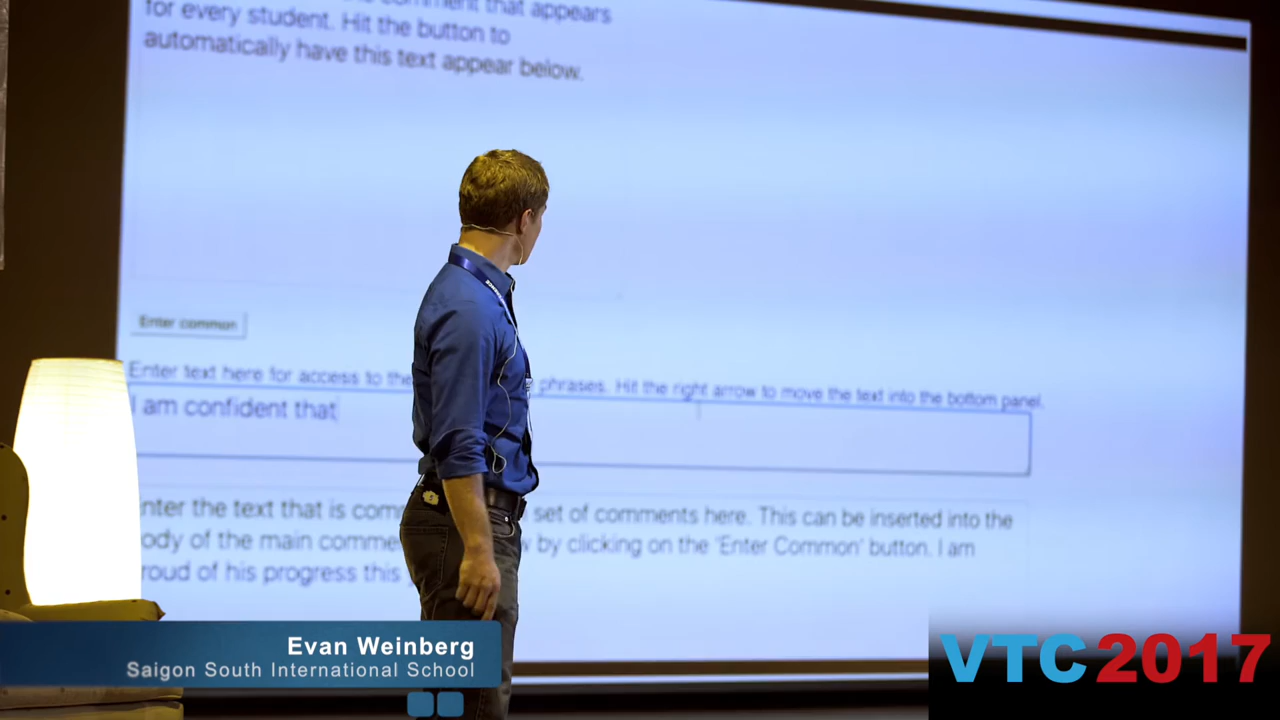 comment that appears
for every student. Hit the button to
automatically have this text appear below.
Enter common
Enter text here for access to the phrases. Hit the right arrow to move the text into the bottom panel.
I am confident that
nter the text that is com set of comments here. This can be inserted into the
ody of the main comme by clicking on the 'Enter Common' button. I am
roud of his progress this
Evan Weinberg
Saigon South International School
VTC2017